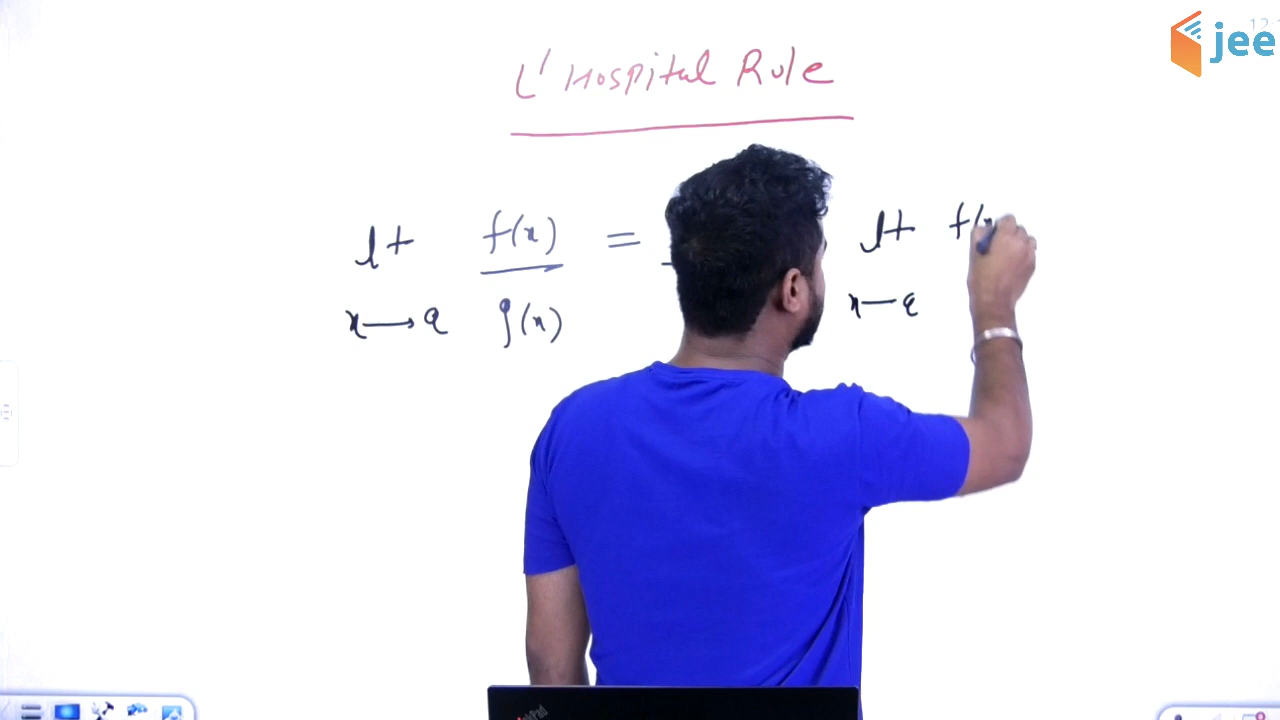 jee
L' Hospital Rule
lt f(x) = lt f(x
x→a g(x) x—a